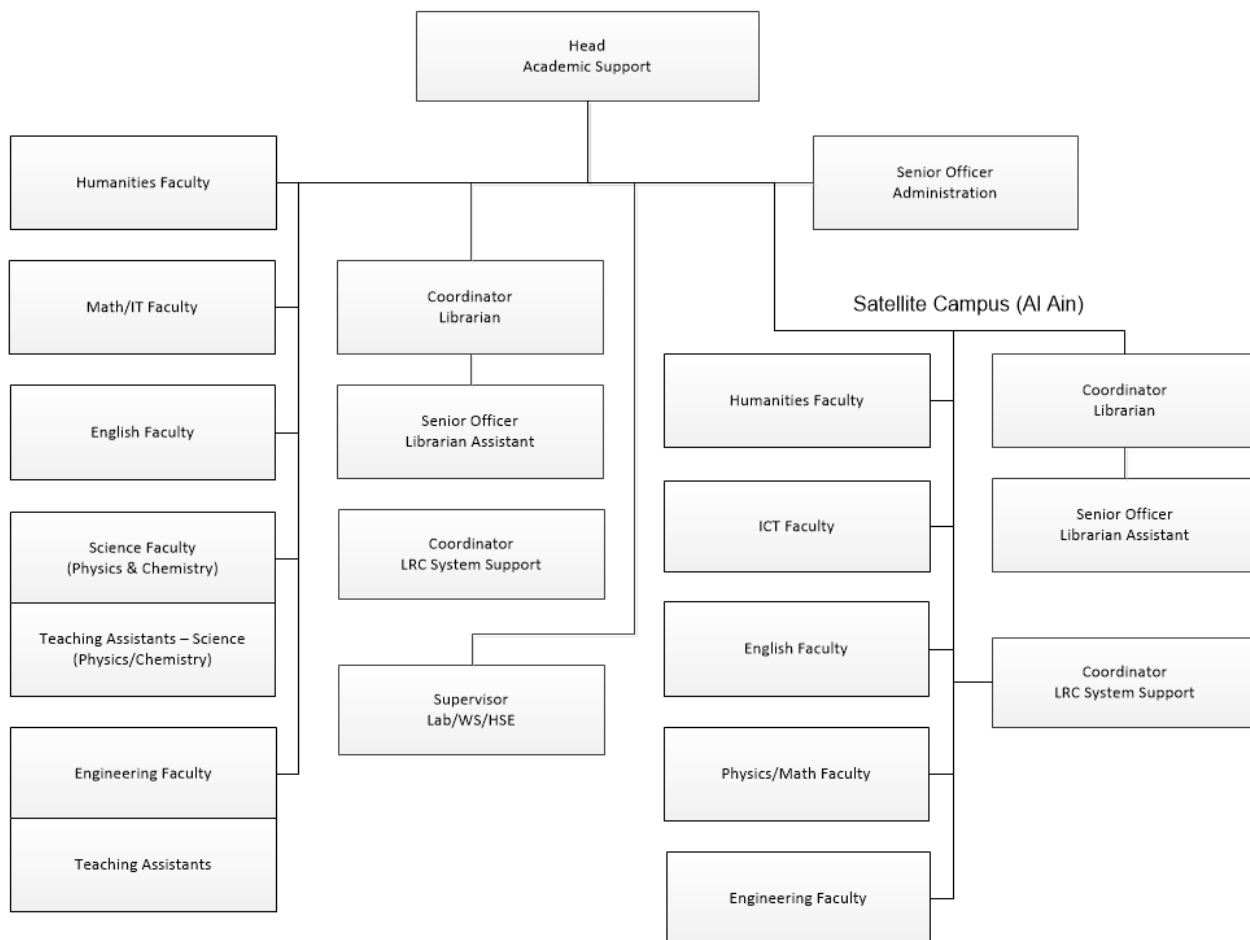 Head
Academic Support
Humanities Faculty
Senior Officer
Administration
Math/IT Faculty
Coordinator
Librarian
Satellite Campus (Al Ain)
English Faculty
Senior Officer
Librarian Assistant
Humanities Faculty
Coordinator
Librarian
Science Faculty
(Physics & Chemistry)
Coordinator
LRC System Support
ICT Faculty
Senior Officer
Librarian Assistant
Teaching Assistants – Science
(Physics/Chemistry)
Supervisor
Lab/WS/HSE
English Faculty
Coordinator
LRC System Support
Engineering Faculty
Physics/Math Faculty
Teaching Assistants
Engineering Faculty